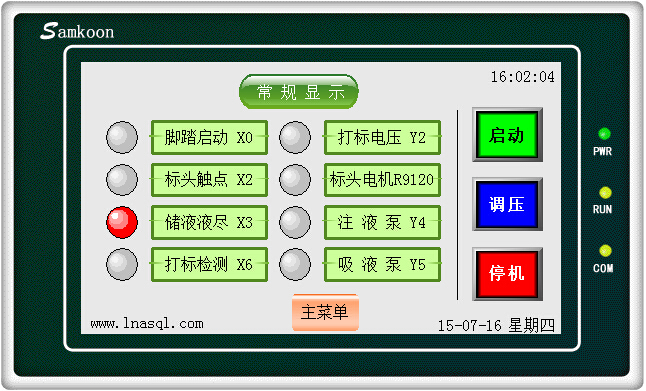 Samkoon
常规显示
16:02:04
脚踏启动 X0
打标电压 Y2
启动
标头触点 X2
标头电机R9120
调压
储液液尽 X3
注液泵 Y4
打标检测 X6
吸液泵 Y5
停机
主菜单
www.lnasql.com
15-07-16 星期四
PWR
RUN
COM